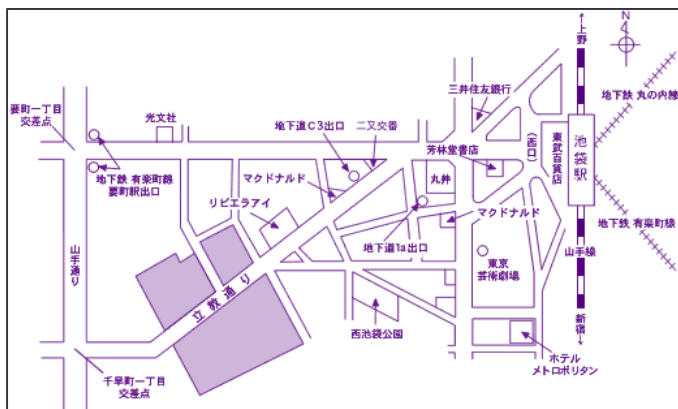 N
↑上野
三井住友銀行
地下鉄 丸の内線
要町一丁目
交差点
光文社
地下道C3出口
二又交番
芳林堂書店
(西口)
東武百貨店
池袋駅
地下鉄 有楽町線
要町駅出口
マクドナルド
丸井
リビエラアイ
マクドナルド
地下鉄 有楽町線
地下道1a出口
山手通り
山手線
東京
芸術劇場
立教通り
西池袋公園
新宿↓
ホテル
メトロポリタン
千早町一丁目
交差点